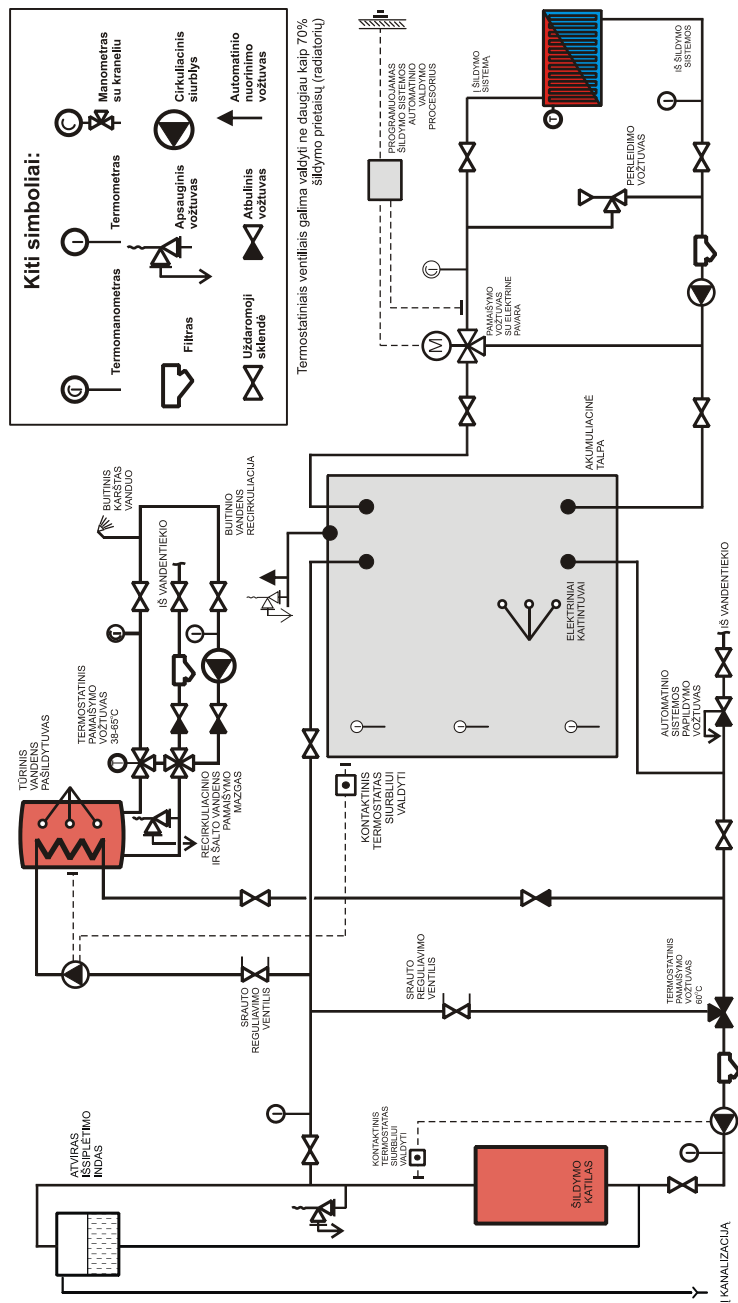 Kiti simboliai:
Termomanometras
Termometras
Manometras
su kraneliu
Filtras
Apsauginis
vožtuvas
Cirkuliacinis
siurblys
Uždaromoji
sklendė
Atbulinis
vožtuvas
Automatinio
nuorinimo
vožtuvas
Termostatiniais ventiliais galima valdyti ne daugiau kaip 70%
šildymo prietaisų (radiatorių)
ATVIRAS
IŠSIPLĖTIMO
INDAS
TŪRINIS
VANDENS
PAŠILDYTUVAS
TERMOSTATINIS
PAMAIŠYMO
VOŽTUVAS
38-65°C
BUITINIS
KARŠTAS
VANDUO
IŠ VANDENTIEKIO
BUITINIO
VANDENS
RECIRKULIACIJA
RECIRKULIACINIO
IR ŠALTO VANDENS
PAMAIŠYMO
MAZGAS
SRAUTO
REGULIAVIMO
VENTILIS
KONTAKTINIS
TERMOSTATAS
SIURBLIUI
VALDYTI
PROGRAMUOJAMAS
ŠILDYMO SISTEMOS
AUTOMATINIO
VALDYMO
PROCESORIUS
M
PAMAIŠYMO
VOŽTUVAS
SU ELEKTRINE
PAVARA
Į ŠILDYMO
SISTEMĄ
T
PERLEIDIMO
VOŽTUVAS
IŠ ŠILDYMO
SISTEMOS
KONTAKTINIS
TERMOSTATAS
SIURBLIUI
VALDYTI
SRAUTO
REGULIAVIMO
VENTILIS
ELEKTRINIAI
KAITINTUVAI
AKUMULIACINĖ
TALPA
ŠILDYMO
KATILAS
TERMOSTATINIS
PAMAIŠYMO
VOŽTUVAS
60°C
AUTOMATINIO
SISTEMOS
PAPILDYMO
VOŽTUVAS
IŠ VANDENTIEKIO
Į KANALIZACIJĄ